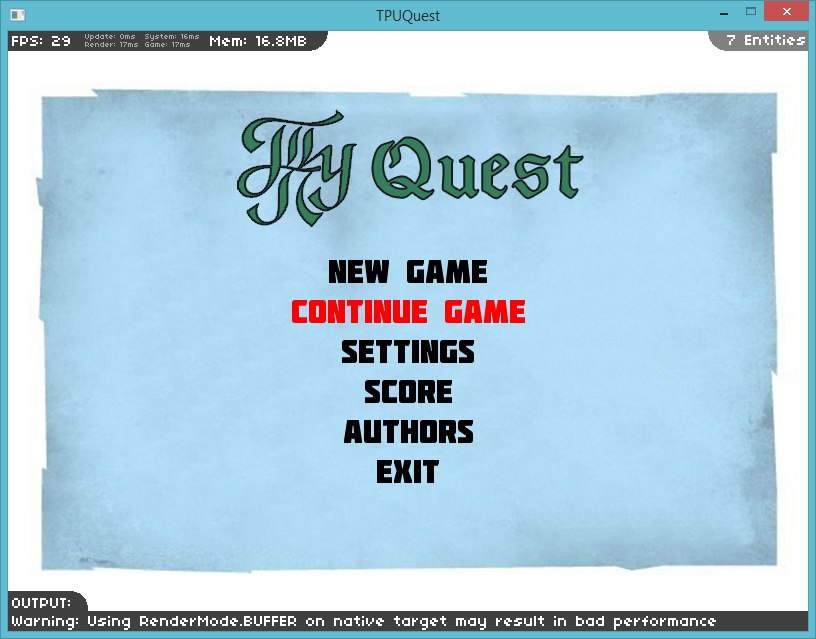 TPUQuest
FPS: 29 Update: 0ms System: 16ms Mem: 16.8MB 7 Entities
Render: 17ms Game: 17ms
Quest
NEW GAME
CONTINUE GAME
SETTINGS
SCORE
AUTHORS
EXIT
OUTPUT:
Warning: Using RenderMode.BUFFER on native target may result in bad performance